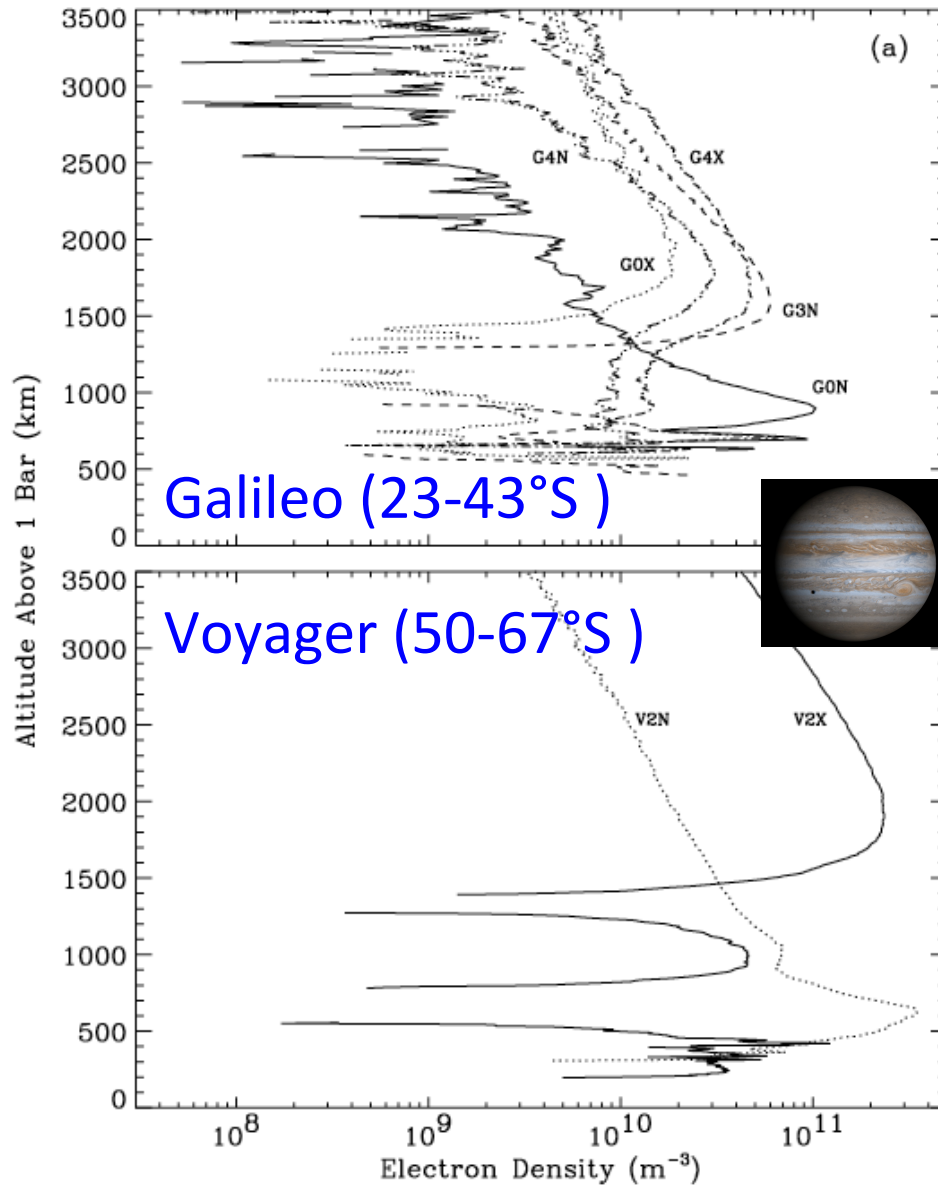 3500
3000
2500
2000
1500
1000
500
0
(a)
G4N
G4X
G0X
G3N
G0N
Galileo (23-43°S )
Altitude Above 1 Bar (km)
3500
3000
2500
2000
1500
1000
500
0
Voyager (50-67°S )
V2N
V2X
10⁸
10⁹
10¹⁰
10¹¹
Electron Density (m⁻³)